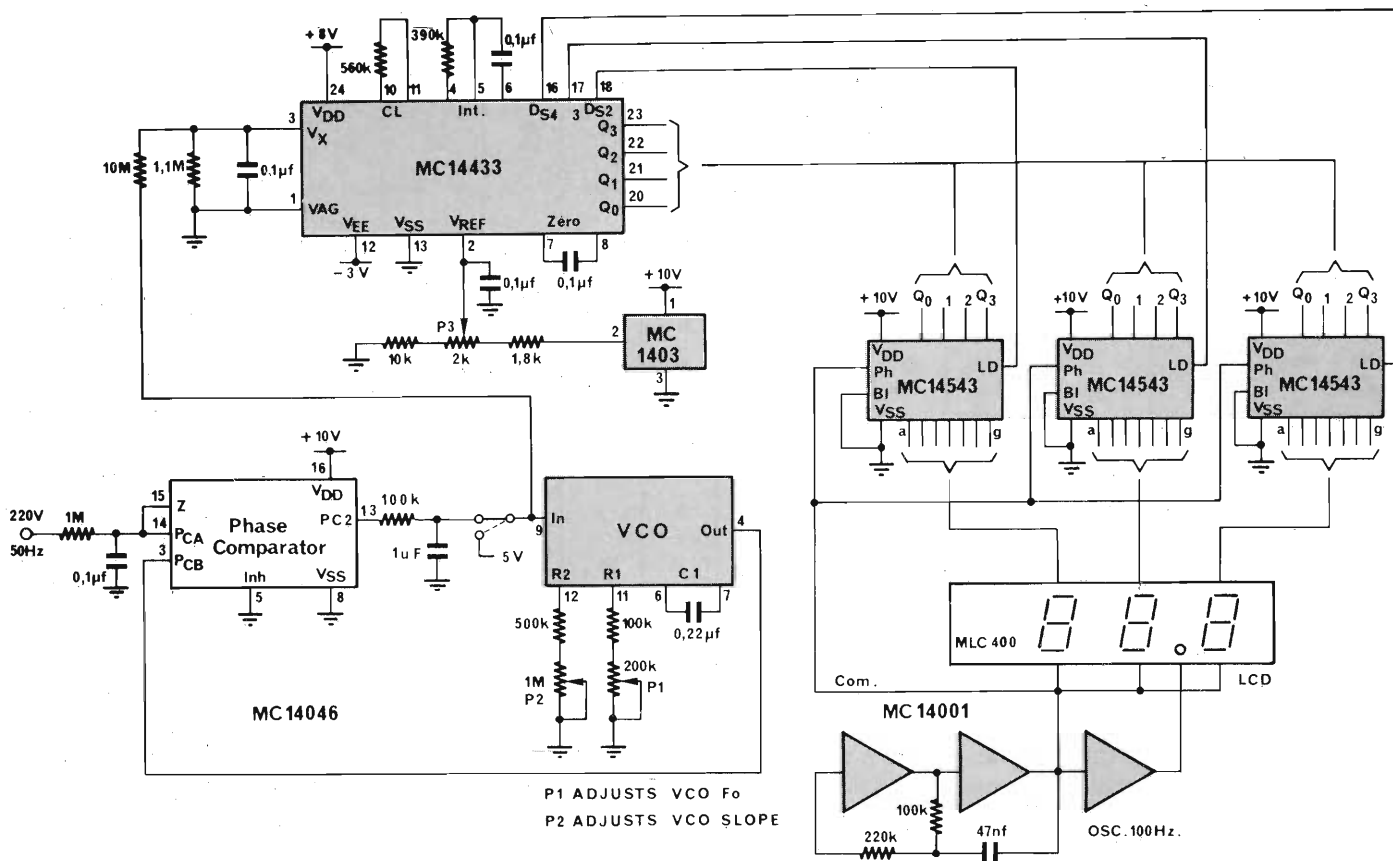 +8V
560k
390k
0,1µf
24
10
11
4
5
6
16
17
18
VDD
CL
Int.
DS4
3
DS2
3
VX
10M
1,1M
0,1µf
MC14433
Q3
23
Q2
22
Q1
21
Q0
20
1
VAG
VEE
VSS
VREF
Zéro
12
13
2
7
8
-3 V
0,1µf
0,1µf
+10V
1
P3
10k
2k
1,8k
2
MC
1403
3
+10V
Q0
1
2
Q3
+10V
Q0
1
2
Q3
+10V
Q0
1
2
Q3
VDD
Ph
LD
MC14543
BI
VSS
a
g
VDD
Ph
LD
MC14543
BI
VSS
a
g
VDD
Ph
LD
MC14543
BI
VSS
a
g
+10V
16
220V
50Hz
1M
0,1µf
15
14
3
Z
PCA
PCB
VDD
PC2
Phase
Comparator
Inh
VSS
5
8
13
100k
1uF
5V
In
9
VCO
Out
4
R2
R1
C1
12
11
6
7
500k
100k
0,22µf
1M
P2
200k
P1
MC14046
P1 ADJUSTS VCO Fo
P2 ADJUSTS VCO SLOPE
MLC400
LCD
Com.
MC14001
100k
220k
47nf
OSC.100Hz.